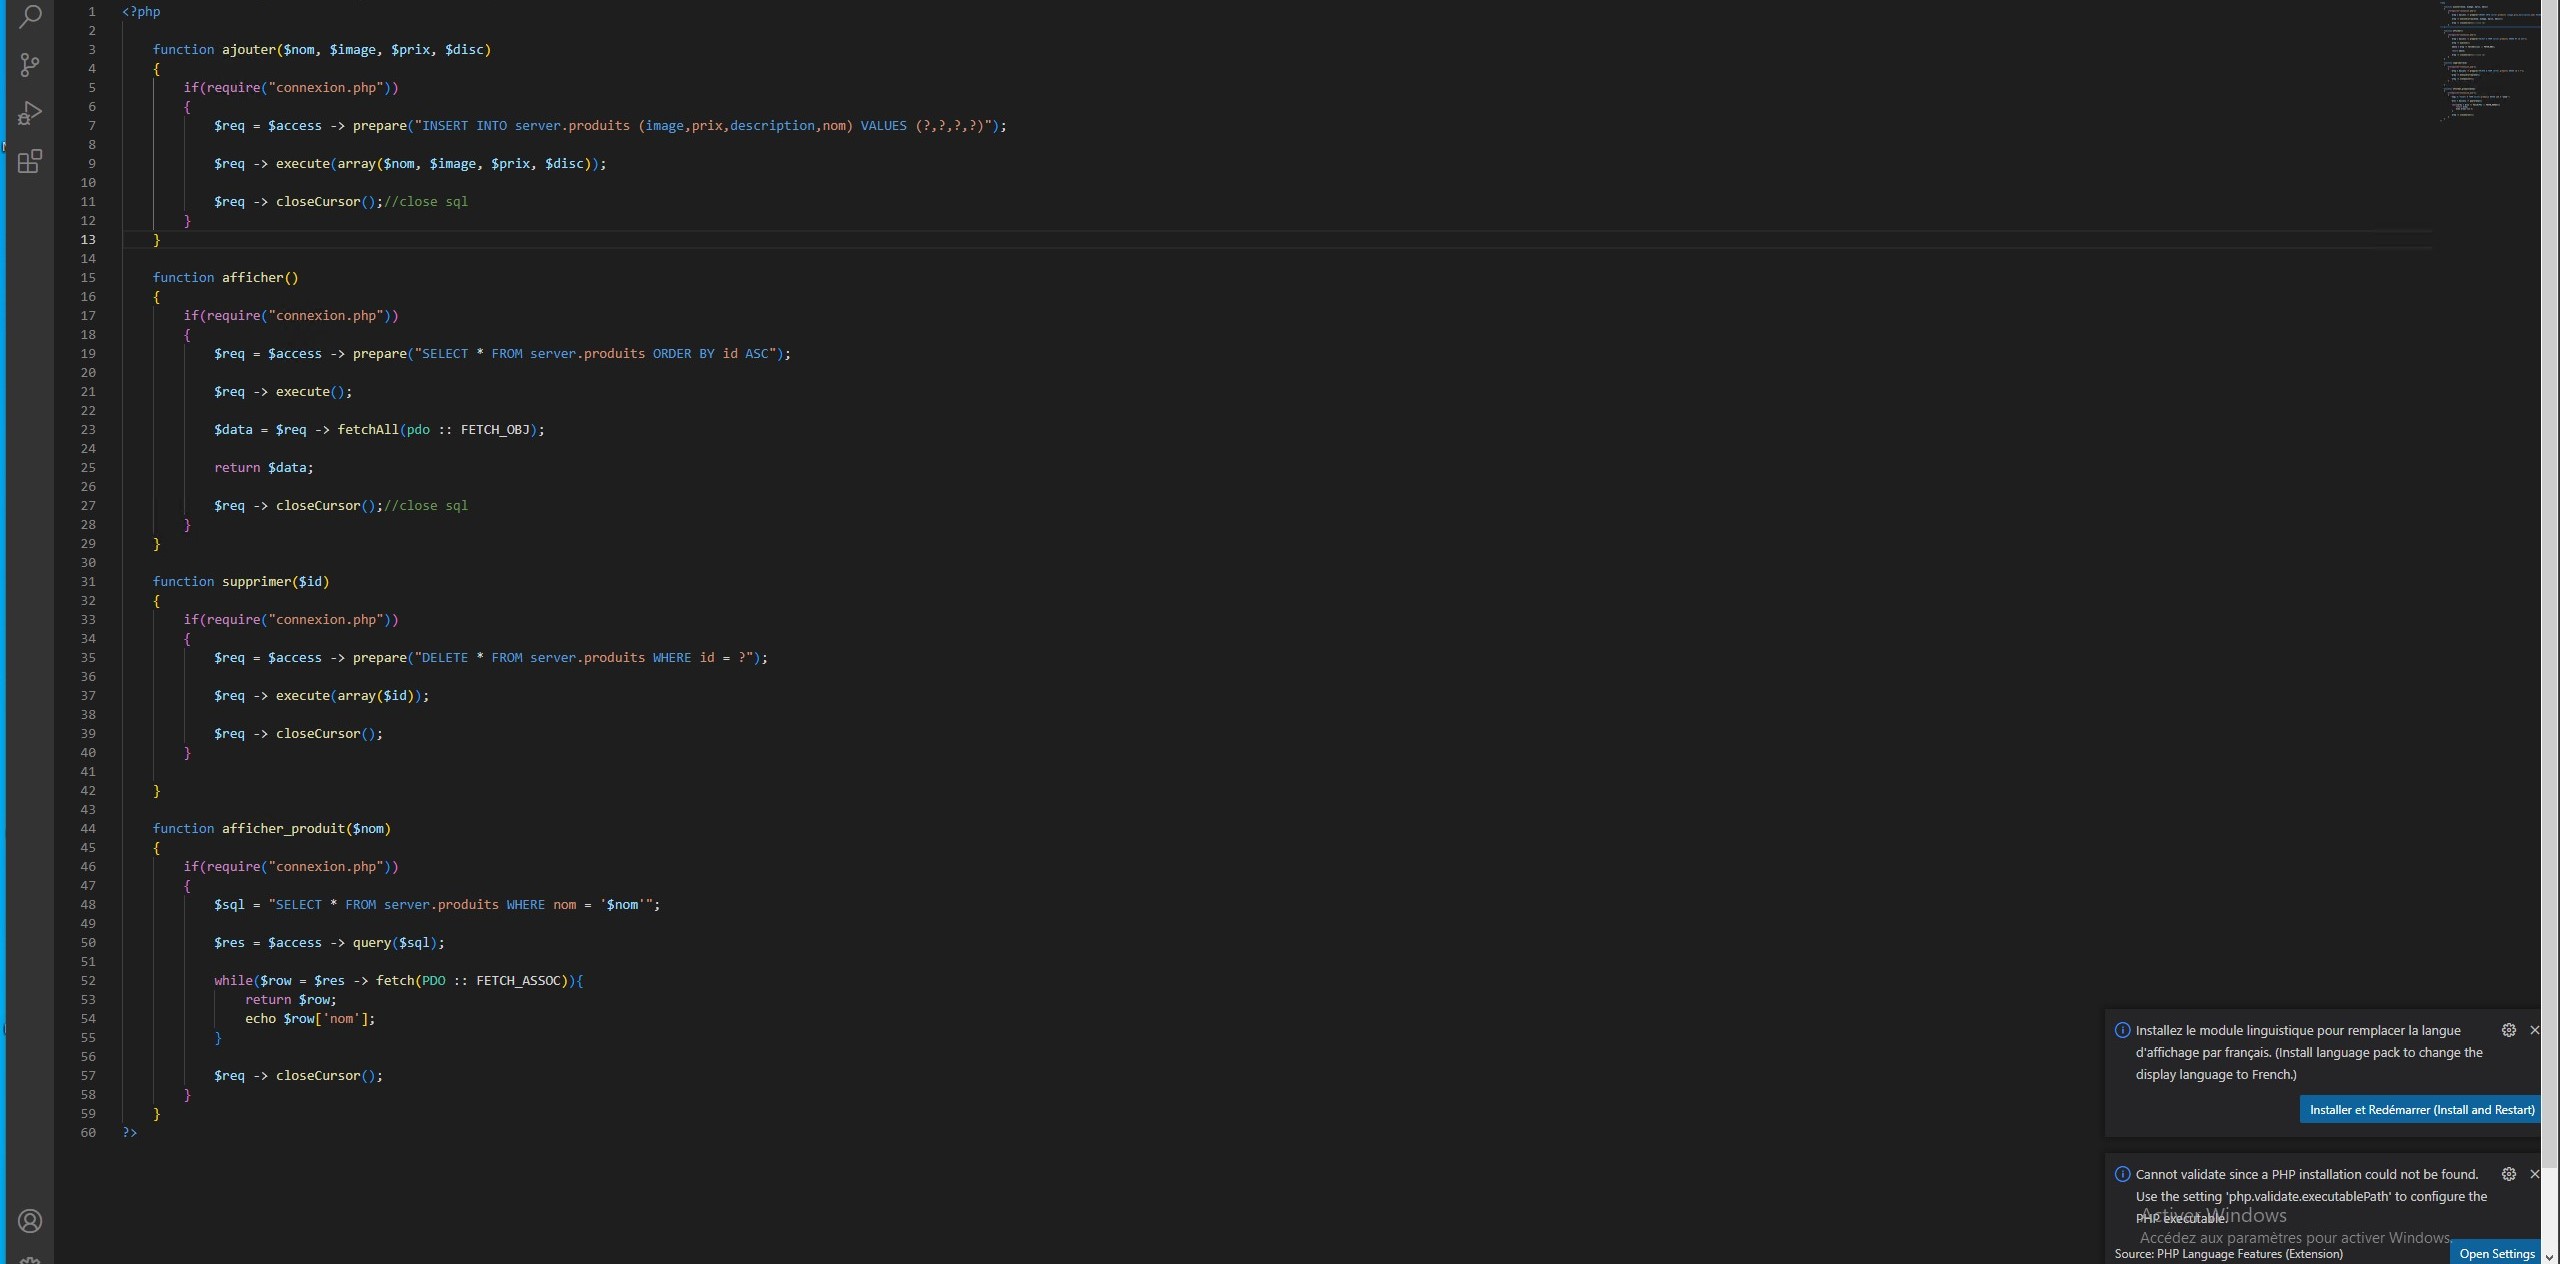 1 <?php
2
3 function ajouter($nom, $image, $prix, $disc)
4 {
5 if(require("connexion.php"))
6 {
7 $req = $access -> prepare("INSERT INTO server.produits (image,prix,description,nom) VALUES (?,?,?,?)");
8
9 $req -> execute(array($nom, $image, $prix, $disc));
10
11 $req -> closeCursor();//close sql
12 }
13 }
14
15 function afficher()
16 {
17 if(require("connexion.php"))
18 {
19 $req = $access -> prepare("SELECT * FROM server.produits ORDER BY id ASC");
20
21 $req -> execute();
22
23 $data = $req -> fetchAll(pdo :: FETCH_OBJ);
24
25 return $data;
26
27 $req -> closeCursor();//close sql
28 }
29 }
30
31 function supprimer($id)
32 {
33 if(require("connexion.php"))
34 {
35 $req = $access -> prepare("DELETE * FROM server.produits WHERE id = ?");
36
37 $req -> execute(array($id));
38
39 $req -> closeCursor();
40 }
41
42 }
43
44 function afficher_produit($nom)
45 {
46 if(require("connexion.php"))
47 {
48 $sql = "SELECT * FROM server.produits WHERE nom = '$nom'";
49
50 $res = $access -> query($sql);
51
52 while($row = $res -> fetch(PDO :: FETCH_ASSOC)){
53 return $row;
54 echo $row['nom'];
55 }
56
57 $req -> closeCursor();
58 }
59 }
60 ?>
Installez le module linguistique pour remplacer la langue
d'affichage par français. (Install language pack to change the
display language to French.)
Installer et Redémarrer (Install and Restart)
Cannot validate since a PHP installation could not be found.
Use the setting 'php.validate.executablePath' to configure the
PHP executable.
Activer Windows
Accédez aux paramètres pour activer Windows.
Source: PHP Language Features (Extension)
Open Settings